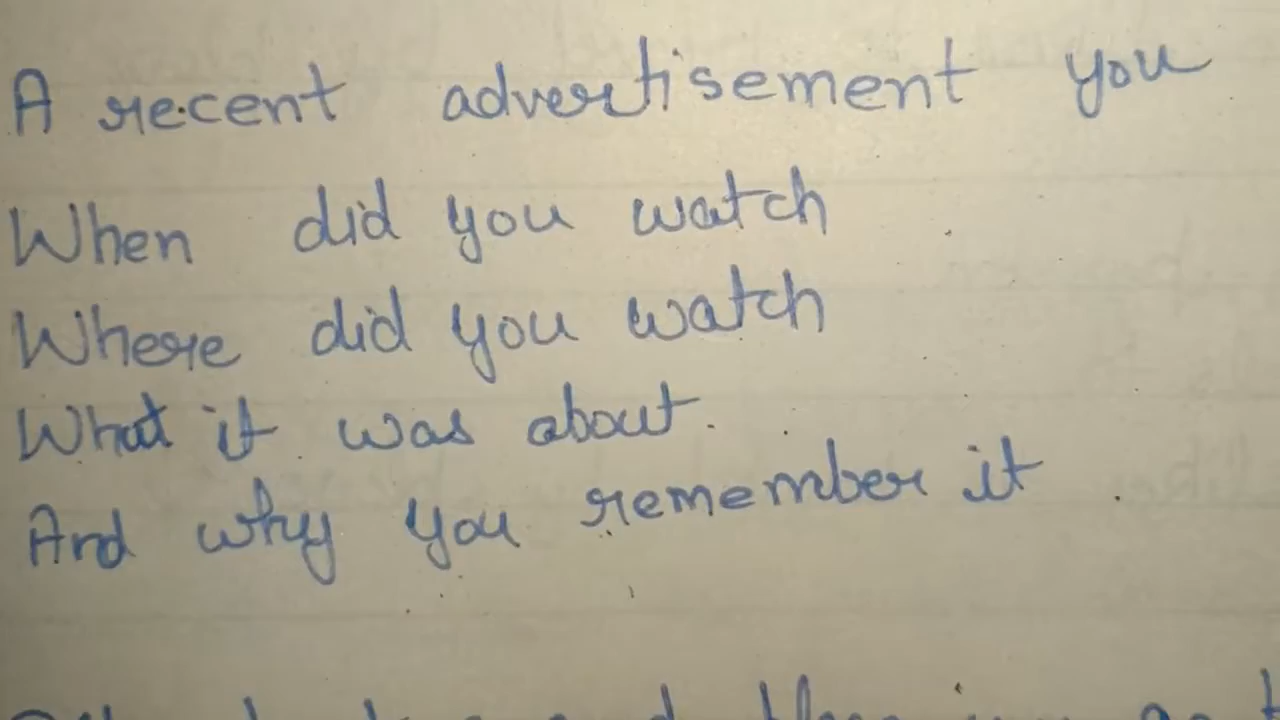 A recent advertisement you
When did you watch
Where did you watch
What it was about.
And why you remember it